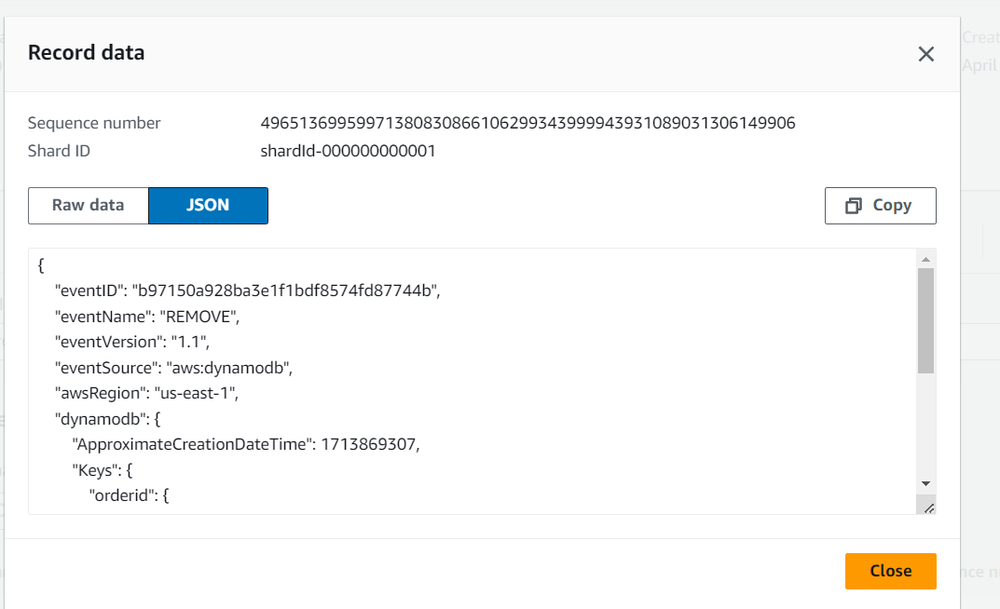 Record data
Creat
April
Sequence number 49651369959971380830866106299343999943931089031306149906
Shard ID shardId-000000000001
Raw data JSON Copy
{
"eventID": "b97150a928ba3e1f1bdf8574fd87744b",
"eventName": "REMOVE",
"eventVersion": "1.1",
"eventSource": "aws:dynamodb",
"awsRegion": "us-east-1",
"dynamodb": {
"ApproximateCreationDateTime": 1713869307,
"Keys": {
"orderid": {
Close
nce n